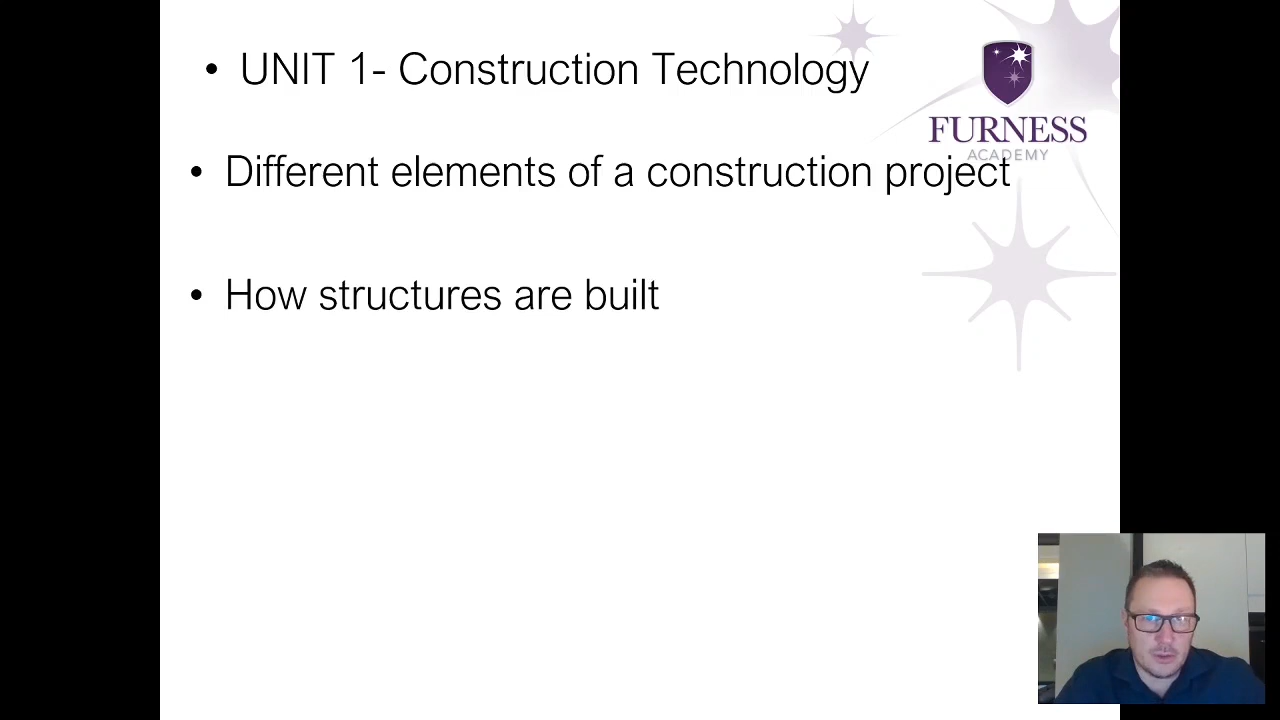 • UNIT 1- Construction Technology
FURNESS
ACADEMY
• Different elements of a construction project
• How structures are built